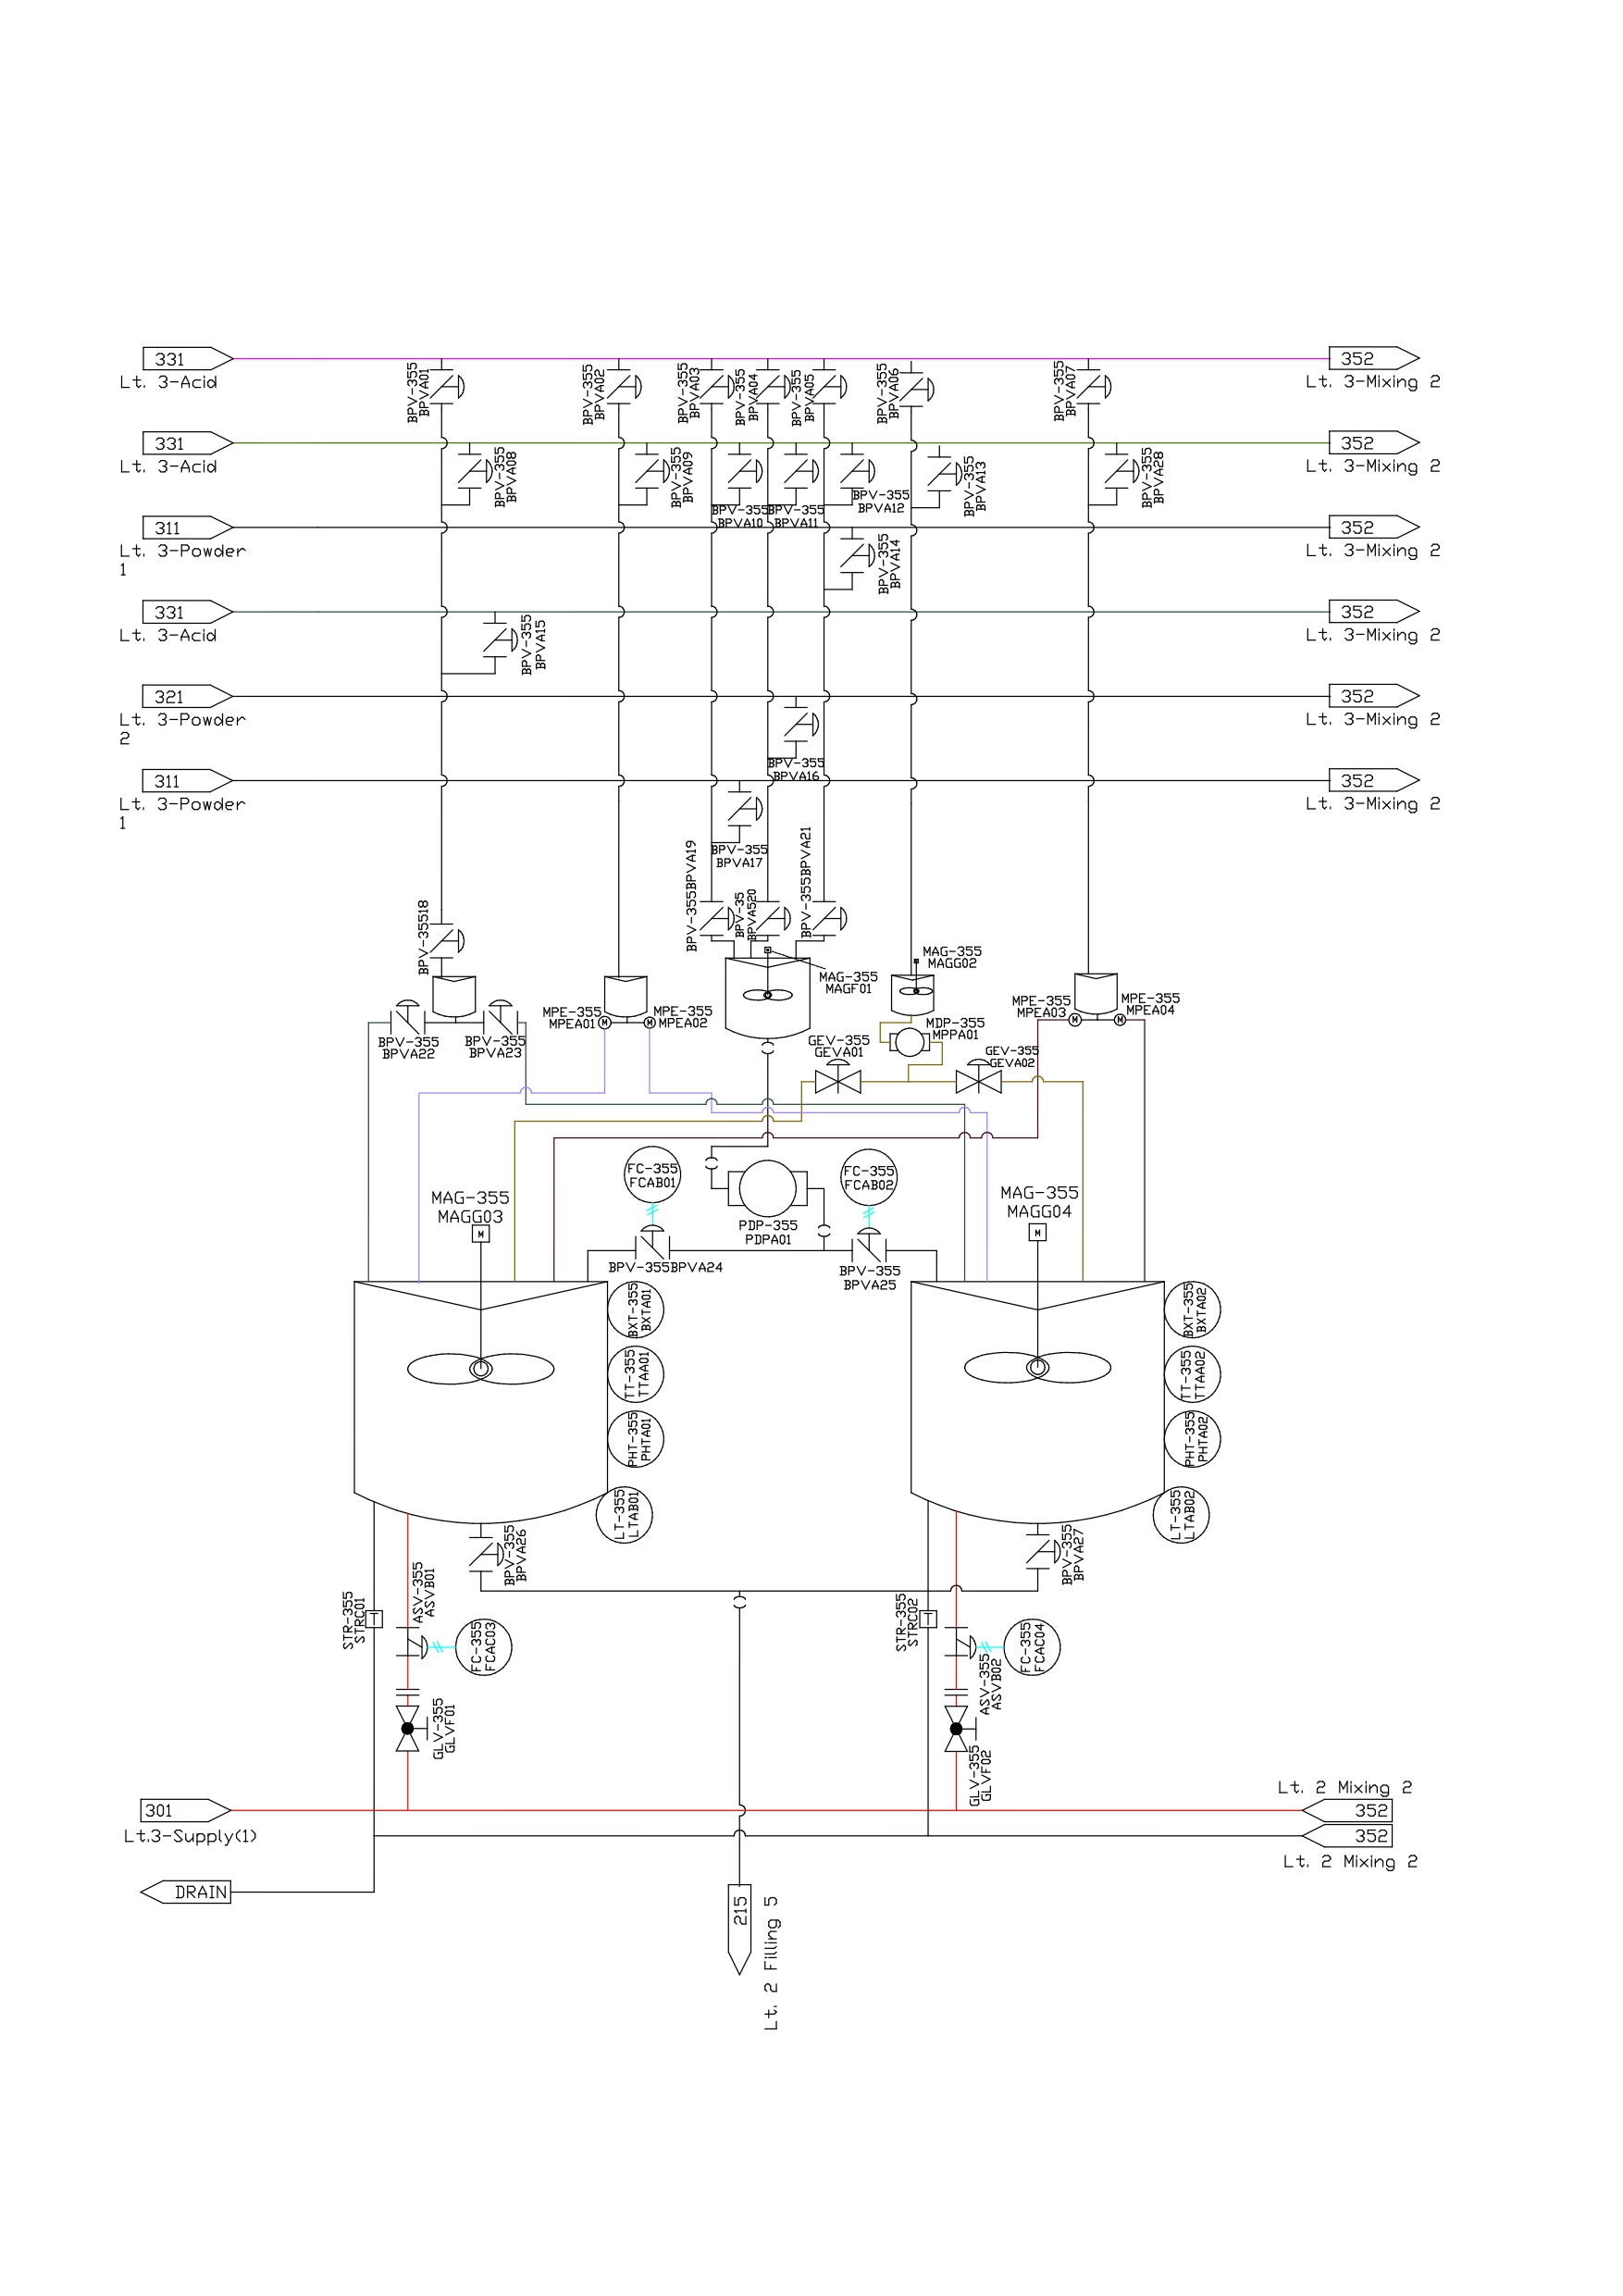 331
Lt. 3-Acid
352
Lt. 3-Mixing 2
BPV-355
BPVA01
BPV-355
BPVA02
BPV-355
BPVA03
BPV-355
BPVA04
BPV-355
BPVA05
BPV-355
BPVA06
BPV-355
BPVA07
331
Lt. 3-Acid
352
Lt. 3-Mixing 2
BPV-355
BPVA08
BPV-355
BPVA09
BPV-355
BPVA10
BPV-355
BPVA11
BPV-355
BPVA12
BPV-355
BPVA13
BPV-355
BPVA28
311
Lt. 3-Powder
1
352
Lt. 3-Mixing 2
BPV-355
BPVA14
331
Lt. 3-Acid
352
Lt. 3-Mixing 2
BPV-355
BPVA15
321
Lt. 3-Powder
2
352
Lt. 3-Mixing 2
BPV-355
BPVA16
311
Lt. 3-Powder
1
352
Lt. 3-Mixing 2
BPV-355
BPVA17
BPV-35518
BPV-355BPVA19
BPV-35
BPVA520
BPV-355BPVA21
MAG-355
MAGF01
MAG-355
MAGG02
BPV-355
BPVA22
BPV-355
BPVA23
MPE-355
MPEA01
M
M
MPE-355
MPEA02
MDP-355
MPPA01
MPE-355
MPEA03
M
M
MPE-355
MPEA04
GEV-355
GEVA01
GEV-355
GEVA02
MAG-355
MAGG03
M
FC-355
FCAB01
PDP-355
PDPA01
FC-355
FCAB02
MAG-355
MAGG04
M
BPV-355BPVA24
BPV-355
BPVA25
BXT-355
BXTA01
TT-355
TTAA01
PHT-355
PHTA01
LT-355
LTAB01
BXT-355
BXTA02
TT-355
TTAA02
PHT-355
PHTA02
LT-355
LTAB02
BPV-355
BPVA26
BPV-355
BPVA27
STR-355
STRC01
T
ASV-355
ASVB01
FC-355
FCAC03
GLV-355
GLVF01
STR-355
STRC02
T
FC-355
FCAC04
ASV-355
ASVB02
GLV-355
GLVF02
301
Lt.3-Supply(1)
Lt. 2 Mixing 2
352
352
Lt. 2 Mixing 2
DRAIN
215
Lt. 2 Filling 5